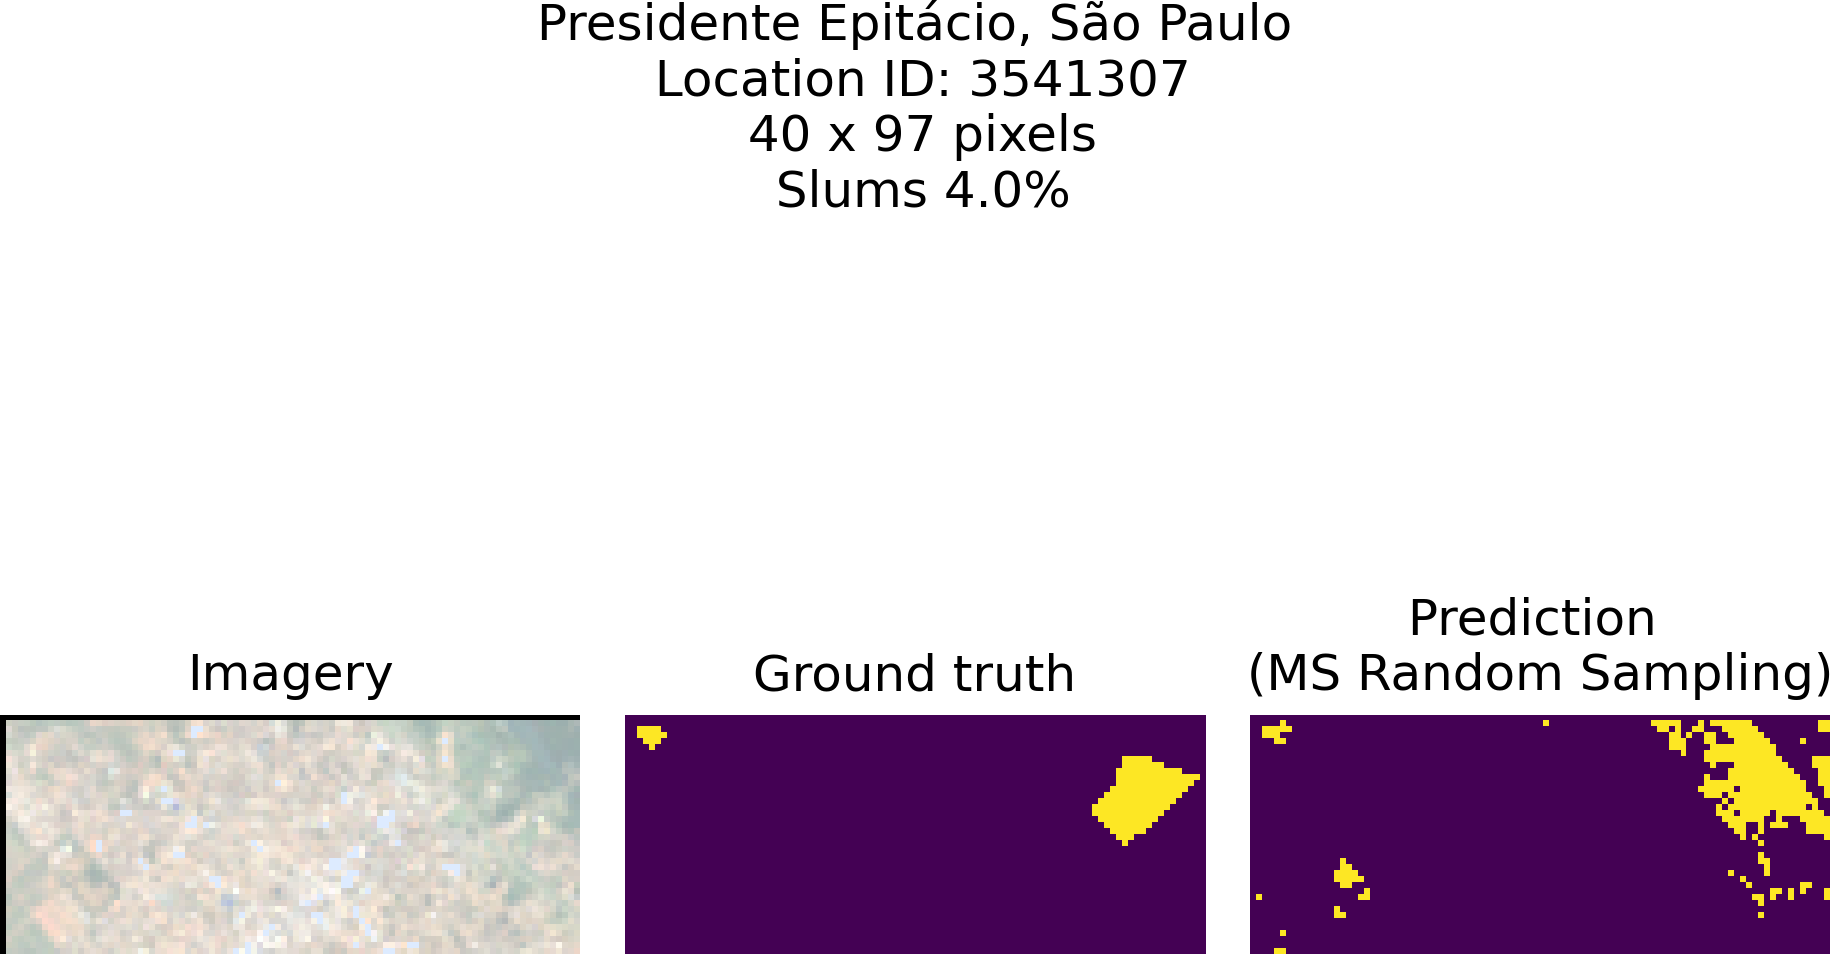 Presidente Epitácio, São Paulo
Location ID: 3541307
40 x 97 pixels
Slums 4.0%
Imagery
Ground truth
Prediction
(MS Random Sampling)